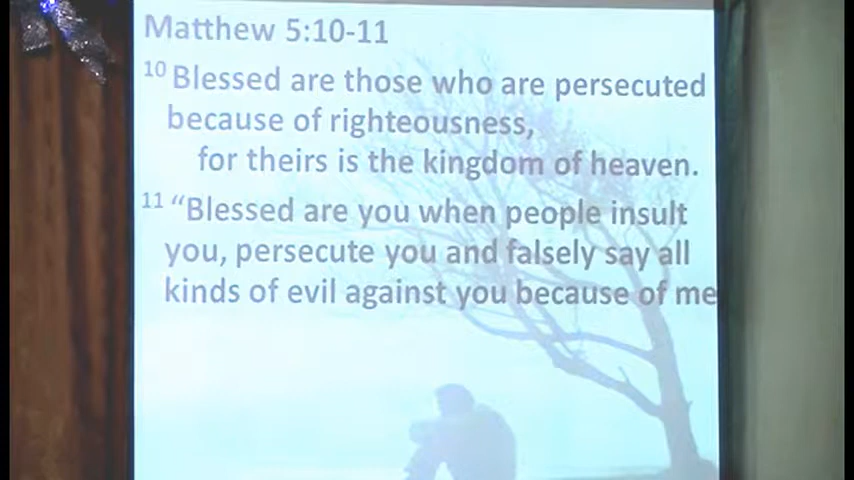 Matthew 5:10-11
10 Blessed are those who are persecuted
because of righteousness,
for theirs is the kingdom of heaven.
11 “Blessed are you when people insult
you, persecute you and falsely say all
kinds of evil against you because of me